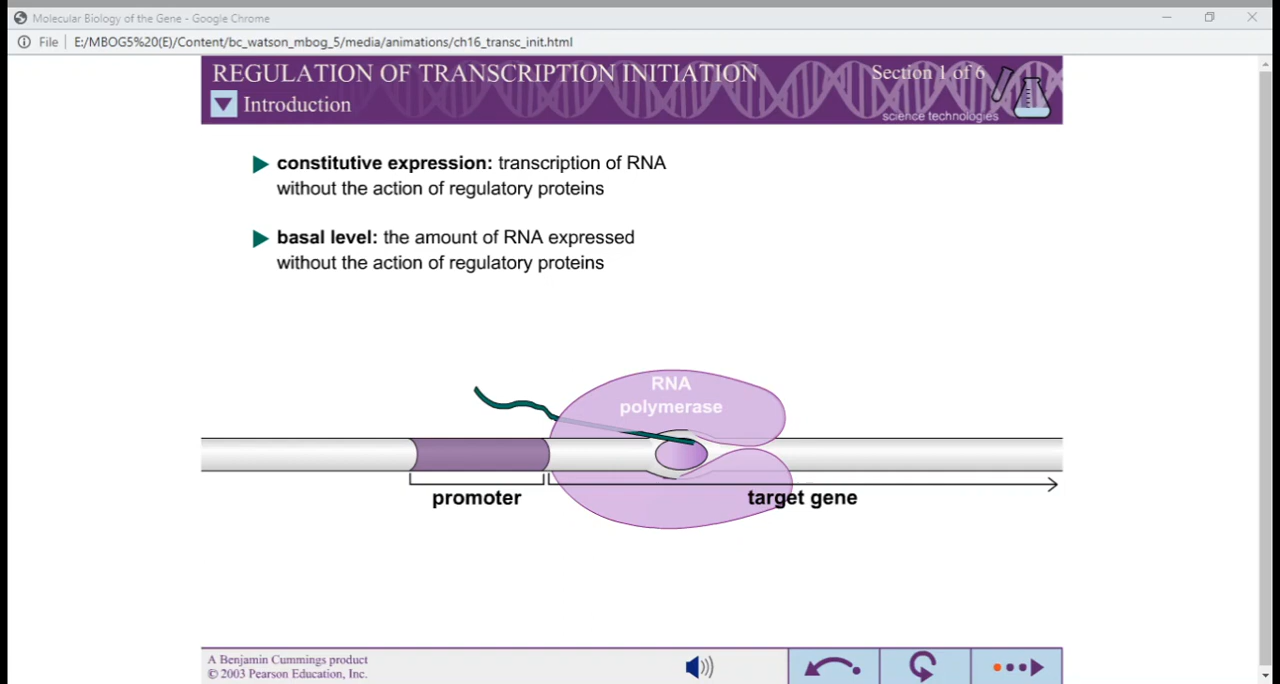 Molecular Biology of the Gene - Google Chrome
File | E:/MBOG5%20(E)/Content/bc_watson_mbog_5/media/animations/ch16_transc_init.html
REGULATION OF TRANSCRIPTION INITIATION
Section 1 of 6
Introduction
science technologies
constitutive expression: transcription of RNA
without the action of regulatory proteins
basal level: the amount of RNA expressed
without the action of regulatory proteins
RNA
polymerase
promoter
target gene
A Benjamin Cummings product
© 2003 Pearson Education, Inc.